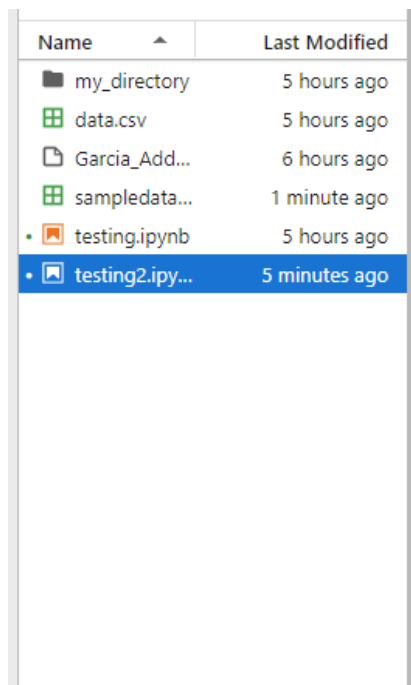 Name Last Modified
my_directory 5 hours ago
data.csv 5 hours ago
Garcia_Add... 6 hours ago
sampledata... 1 minute ago
testing.ipynb 5 hours ago
testing2.ipy... 5 minutes ago